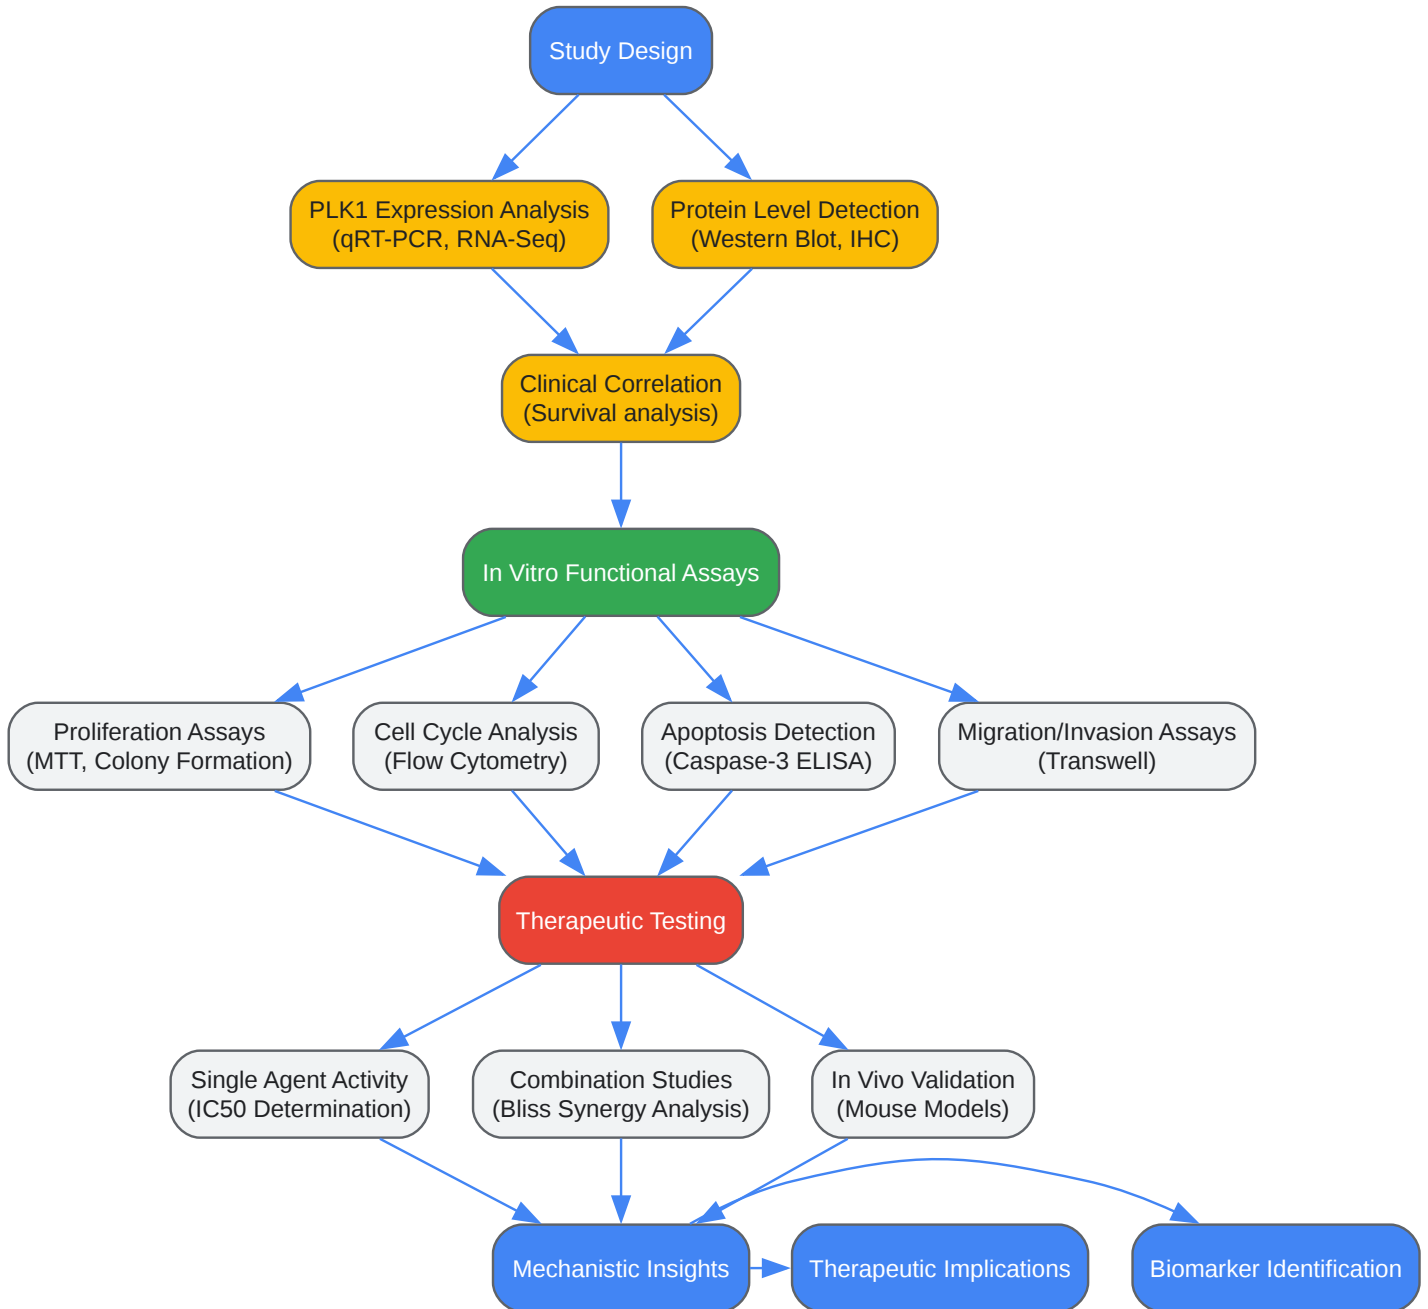 Study Design
PLK1 Expression Analysis
(qRT-PCR, RNA-Seq)
Protein Level Detection
(Western Blot, IHC)
Clinical Correlation
(Survival analysis)
In Vitro Functional Assays
Proliferation Assays
(MTT, Colony Formation)
Cell Cycle Analysis
(Flow Cytometry)
Apoptosis Detection
(Caspase-3 ELISA)
Migration/Invasion Assays
(Transwell)
Therapeutic Testing
Single Agent Activity
(IC50 Determination)
Combination Studies
(Bliss Synergy Analysis)
In Vivo Validation
(Mouse Models)
Mechanistic Insights
Therapeutic Implications
Biomarker Identification